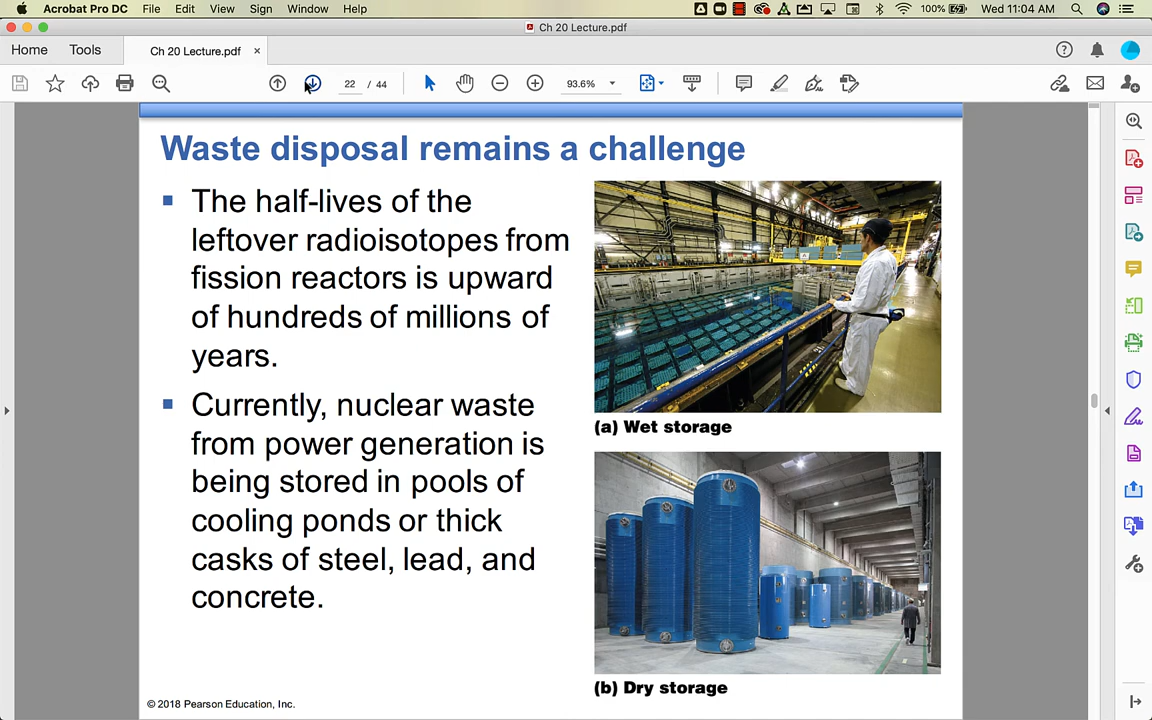 Acrobat Pro DC File Edit View Sign Window Help 100% Wed 11:04 AM
Ch 20 Lecture.pdf
Home Tools Ch 20 Lecture.pdf ×
22 / 44 93.6%
Waste disposal remains a challenge
The half-lives of the
leftover radioisotopes from
fission reactors is upward
of hundreds of millions of
years.
Currently, nuclear waste
from power generation is
being stored in pools of
cooling ponds or thick
casks of steel, lead, and
concrete.
(a) Wet storage
(b) Dry storage
© 2018 Pearson Education, Inc.